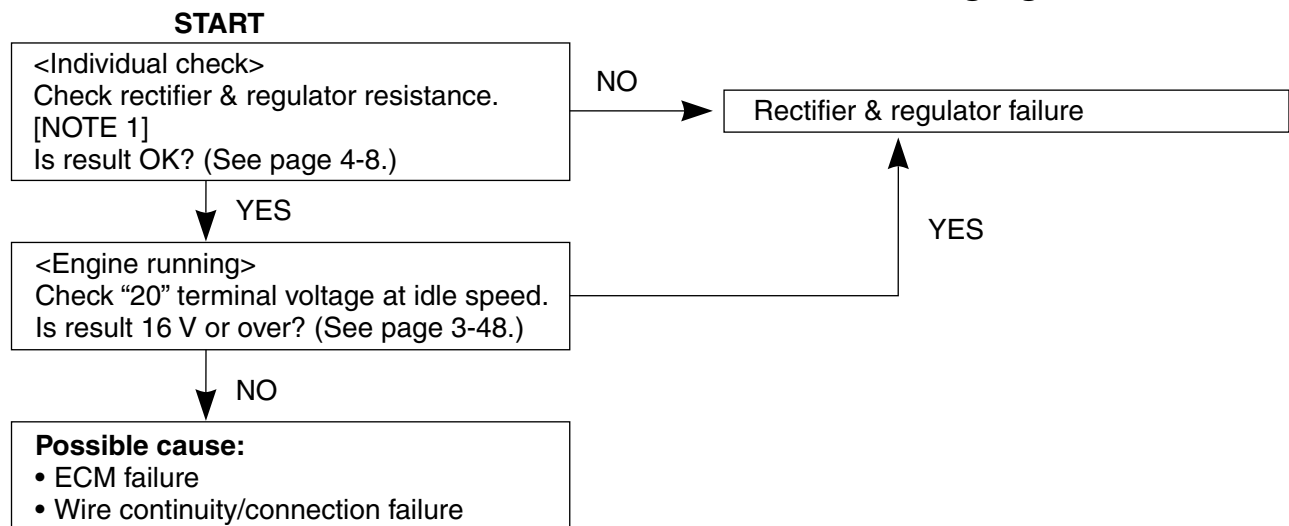 START
<Individual check>
Check rectifier & regulator resistance.
[NOTE 1]
Is result OK? (See page 4-8.)
NO
Rectifier & regulator failure
YES
YES
<Engine running>
Check “20” terminal voltage at idle speed.
Is result 16 V or over? (See page 3-48.)
NO
Possible cause:
• ECM failure
• Wire continuity/connection failure